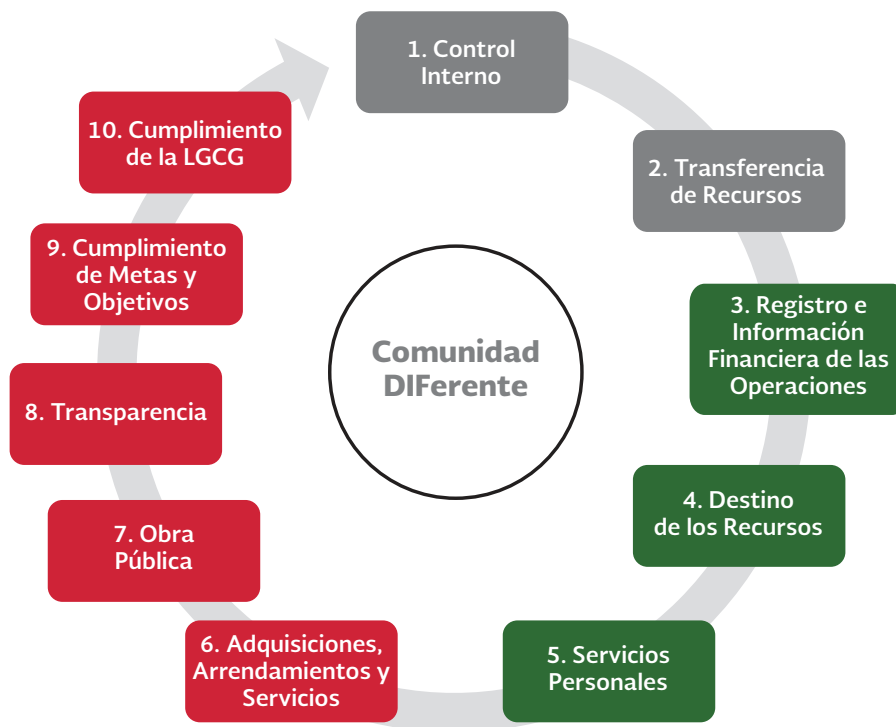 1. Control
Interno
2. Transferencia
de Recursos
3. Registro e
Información
Financiera de las
Operaciones
4. Destino
de los Recursos
5. Servicios
Personales
6. Adquisiciones,
Arrendamientos y
Servicios
7. Obra
Pública
8. Transparencia
9. Cumplimiento
de Metas y
Objetivos
10. Cumplimiento
de la LGCG
Comunidad
DIFerente